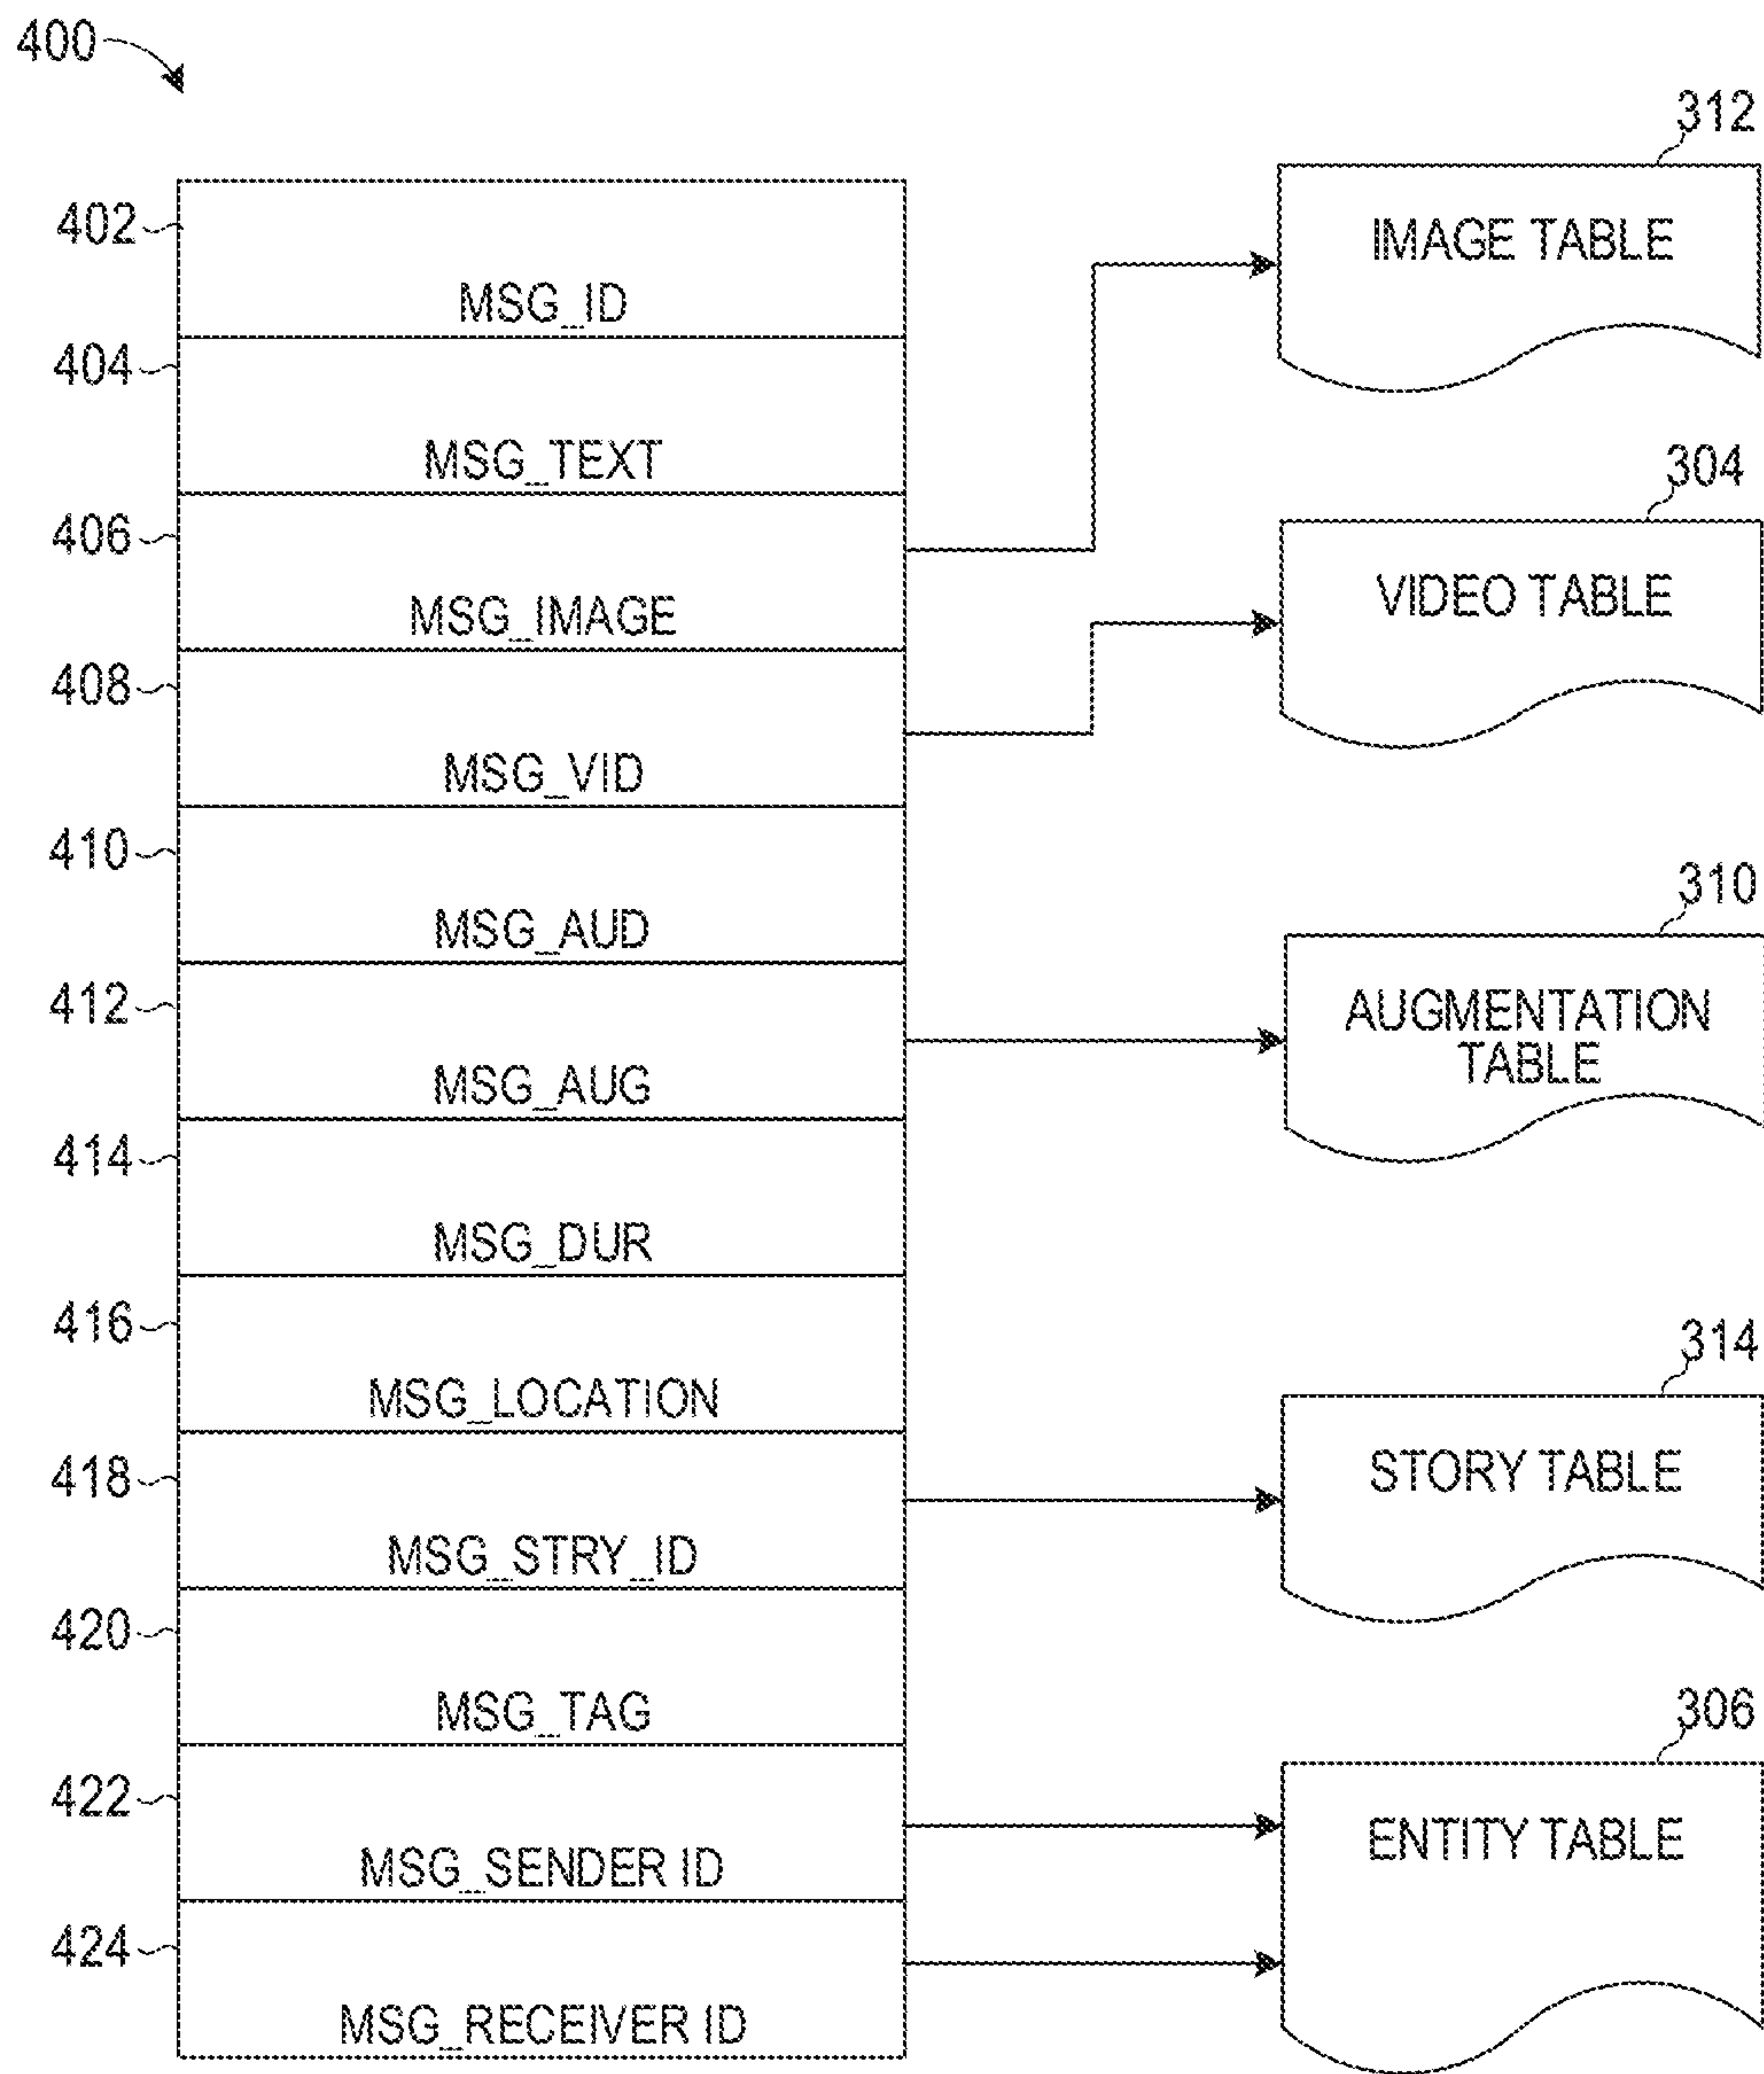 400
312
402
IMAGE TABLE
MSG_ID
404
MSG_TEXT
304
406
VIDEO TABLE
MSG_IMAGE
408
MSG_VID
410
310
MSG_AUD
412
AUGMENTATION
TABLE
MSG_AUG
414
MSG_DUR
416
314
MSG_LOCATION
418
STORY TABLE
MSG_STRY_ID
420
306
MSG_TAG
422
ENTITY TABLE
MSG_SENDER ID
424
MSG_RECEIVER ID